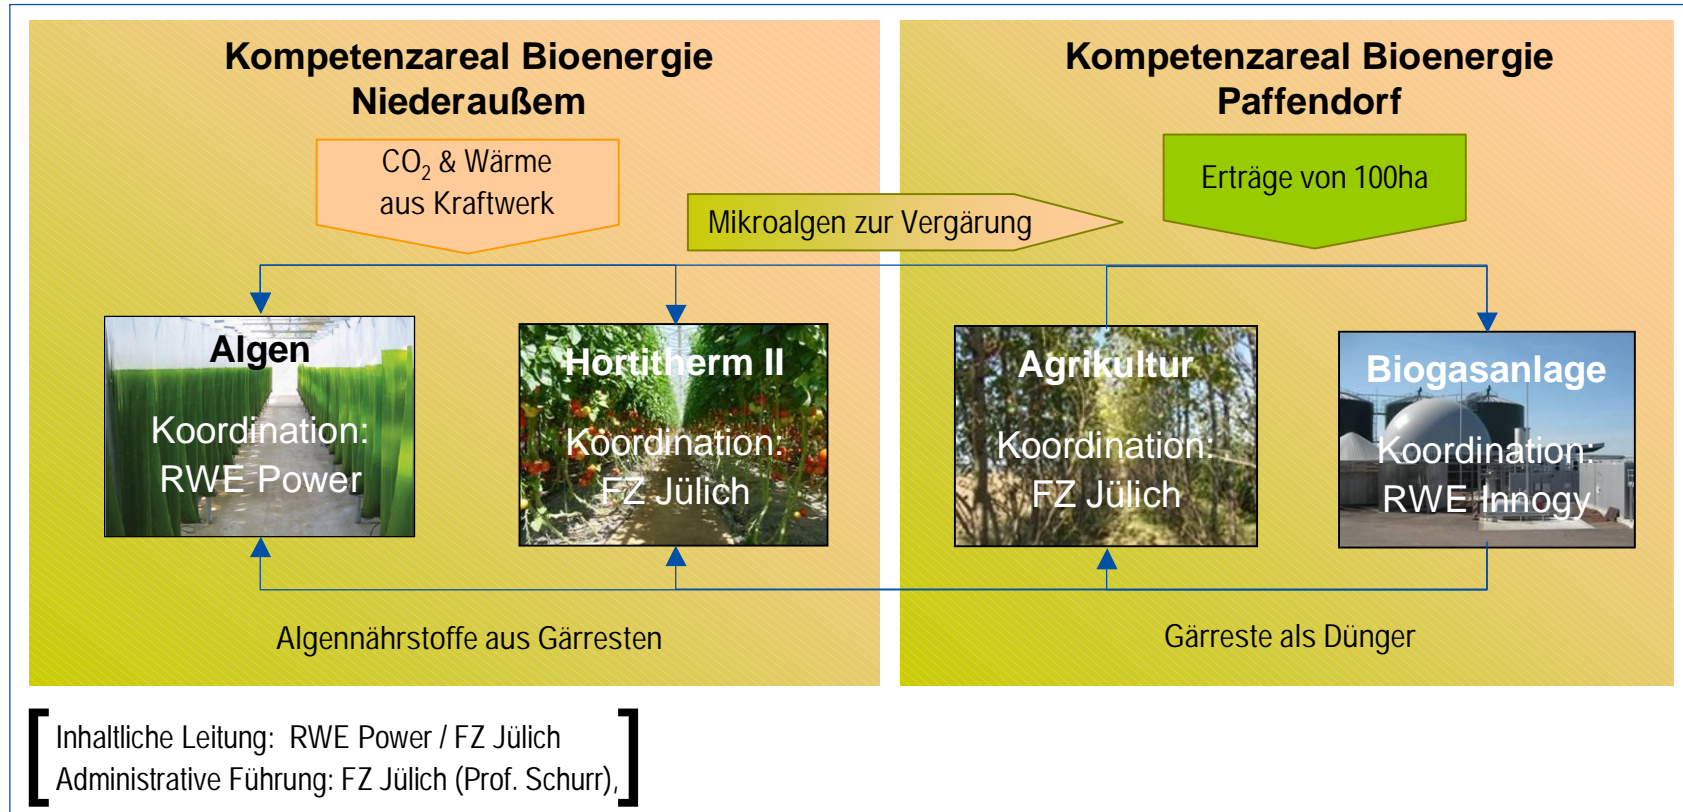 Kompetenzareal Bioenergie
Niederaußem
CO₂ & Wärme
aus Kraftwerk
Kompetenzareal Bioenergie
Paffendorf
Erträge von 100ha
Mikroalgen zur Vergärung
Algen
Koordination:
RWE Power
Hortitherm II
Koordination:
FZ Jülich
Agrikultur
Koordination:
FZ Jülich
Biogasanlage
Koordination:
RWE Innogy
Algennährstoffe aus Gärresten
Gärreste als Dünger
Inhaltliche Leitung: RWE Power / FZ Jülich
Administrative Führung: FZ Jülich (Prof. Schurr),